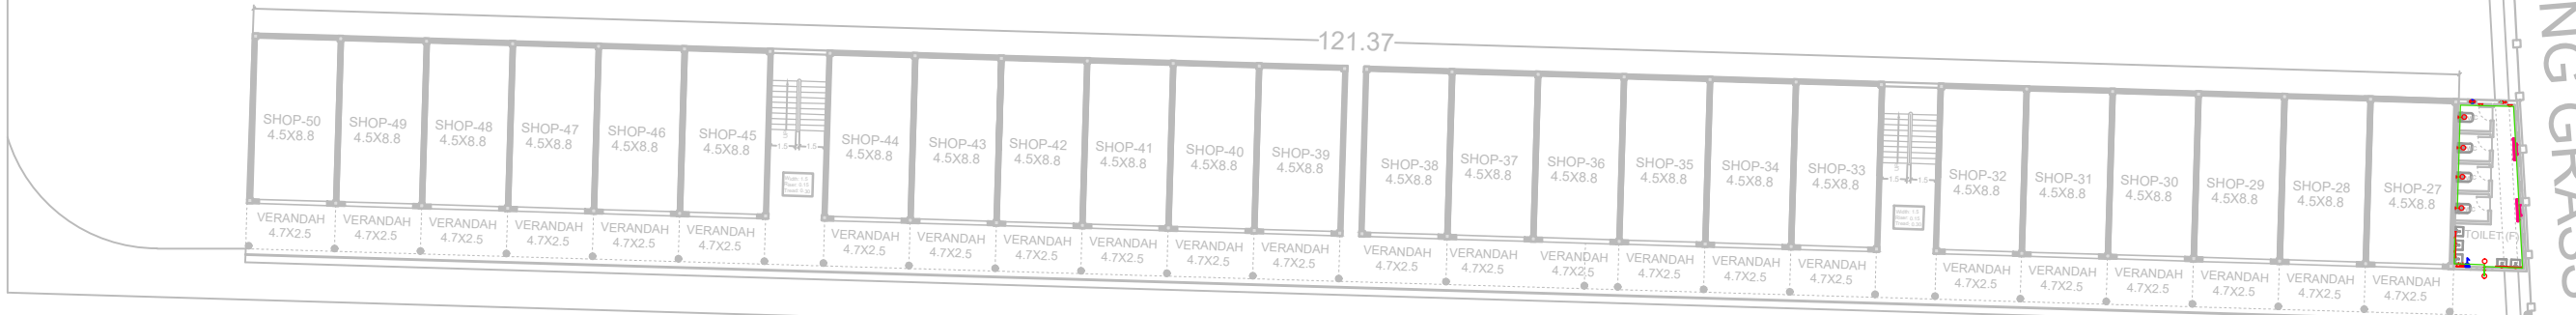 121.37
SHOP-50
4.5X8.8
SHOP-49
4.5X8.8
SHOP-48
4.5X8.8
SHOP-47
4.5X8.8
SHOP-46
4.5X8.8
SHOP-45
4.5X8.8
1.5
1.5
SHOP-44
4.5X8.8
SHOP-43
4.5X8.8
SHOP-42
4.5X8.8
SHOP-41
4.5X8.8
SHOP-40
4.5X8.8
SHOP-39
4.5X8.8
SHOP-38
4.5X8.8
SHOP-37
4.5X8.8
SHOP-36
4.5X8.8
SHOP-35
4.5X8.8
SHOP-34
4.5X8.8
SHOP-33
4.5X8.8
1.5
1.5
SHOP-32
4.5X8.8
SHOP-31
4.5X8.8
SHOP-30
4.5X8.8
SHOP-29
4.5X8.8
SHOP-28
4.5X8.8
SHOP-27
4.5X8.8
TOILET (F)
VERANDAH
4.7X2.5
VERANDAH
4.7X2.5
VERANDAH
4.7X2.5
VERANDAH
4.7X2.5
VERANDAH
4.7X2.5
VERANDAH
4.7X2.5
VERANDAH
4.7X2.5
VERANDAH
4.7X2.5
VERANDAH
4.7X2.5
VERANDAH
4.7X2.5
VERANDAH
4.7X2.5
VERANDAH
4.7X2.5
VERANDAH
4.7X2.5
VERANDAH
4.7X2.5
VERANDAH
4.7X2.5
VERANDAH
4.7X2.5
VERANDAH
4.7X2.5
VERANDAH
4.7X2.5
VERANDAH
4.7X2.5
VERANDAH
4.7X2.5
VERANDAH
4.7X2.5
VERANDAH
4.7X2.5
VERANDAH
4.7X2.5
VERANDAH
4.7X2.5
NG GRASS